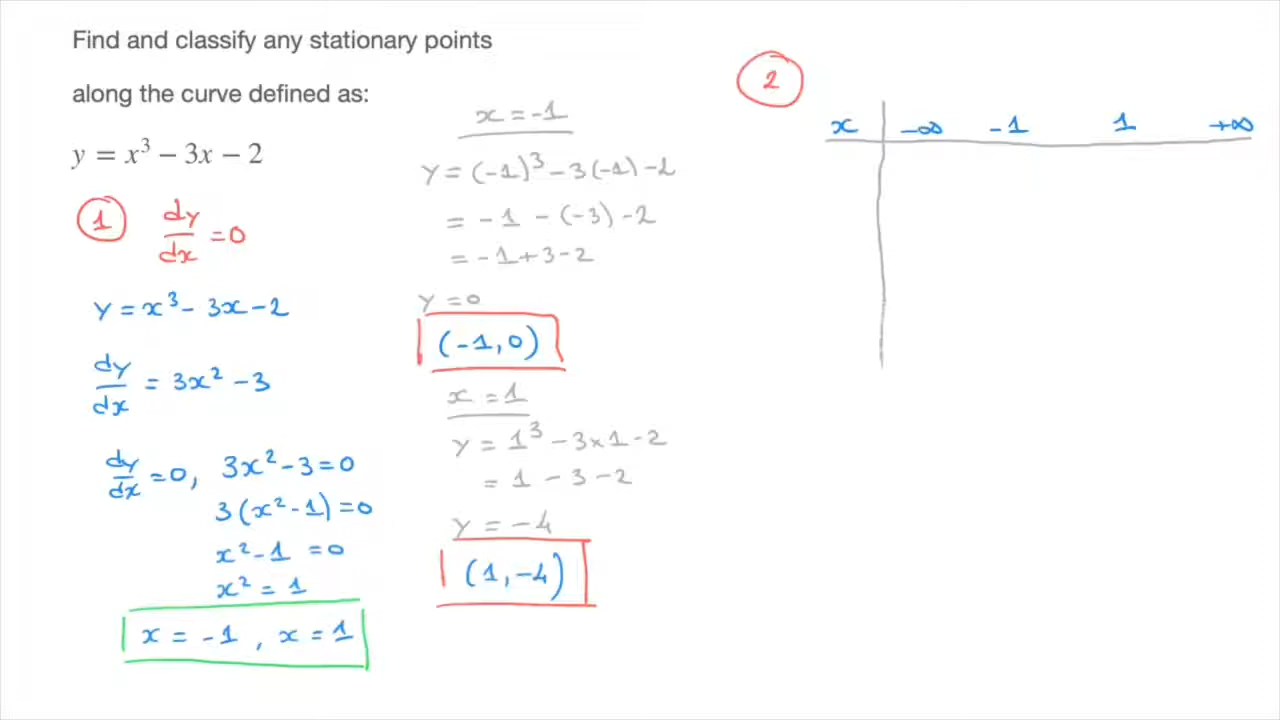 Find and classify any stationary points
along the curve defined as:
y = x³ − 3x − 2
1 dy/dx = 0
y = x³ − 3x − 2
dy/dx = 3x² − 3
dy/dx = 0, 3x² − 3 = 0
3(x² − 1) = 0
x² − 1 = 0
x² = 1
x = −1 , x = 1
x = −1
y = (−1)³ − 3(−1) − 2
= −1 − (−3) − 2
= −1 + 3 − 2
y = 0
(−1, 0)
x = 1
y = 1³ − 3×1 − 2
= 1 − 3 − 2
y = −4
(1, −4)
2
x −∞ −1 1 +∞